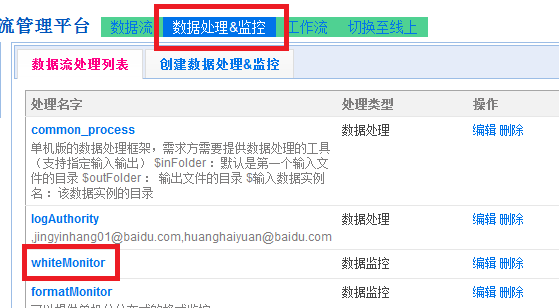 流管理平台 数据流 数据处理&监控 工作流 切换至线上
数据流处理列表 创建数据处理&监控
处理名字 处理类型 操作
common_process 数据处理 编辑 删除
单机版的数据处理框架，需求方需要提供数据处理的工具
（支持指定输入输出） $inFolder： 默认是第一个输入文
件的目录 $outFolder： 输出文件的目录 $输入数据实例
名： 该数据实例的目录
logAuthority 数据处理 编辑 删除
,jingyinhang01@baidu.com,huanghaiyuan@baidu.com
whiteMonitor 数据监控 编辑 删除
formatMonitor 数据监控 编辑 删除